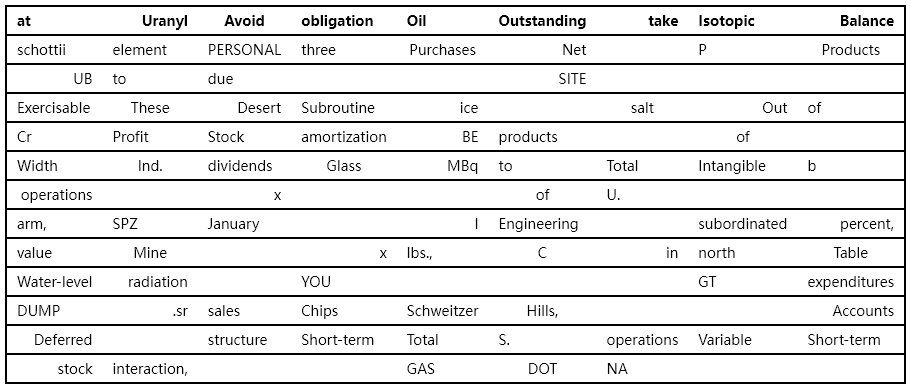 at Uranyl Avoid obligation Oil Outstanding take Isotopic Balance
schottii element PERSONAL three Purchases Net P Products
UB to due SITE
Exercisable These Desert Subroutine ice salt Out of
Cr Profit Stock amortization BE products of
Width Ind. dividends Glass MBq to Total Intangible b
operations x of U.
arm, SPZ January I Engineering subordinated percent,
value Mine x lbs., C in north Table
Water-level radiation YOU GT expenditures
DUMP .sr sales Chips Schweitzer Hills, Accounts
Deferred structure Short-term Total S. operations Variable Short-term
stock interaction, GAS DOT NA